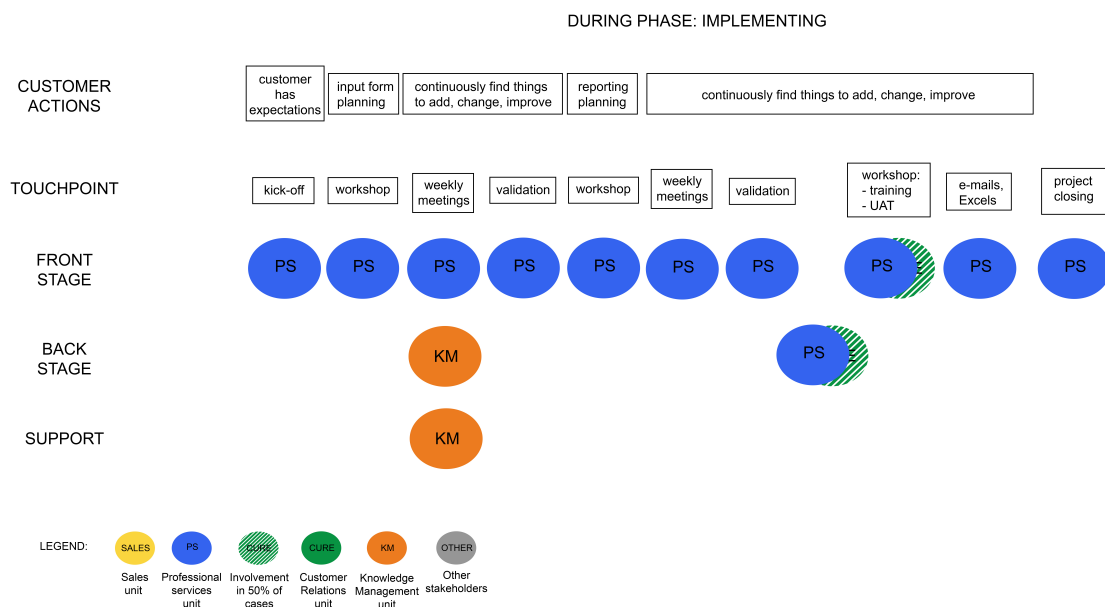 DURING PHASE: IMPLEMENTING
CUSTOMER
ACTIONS
customer
has
expectations
input form
planning
continuously find things
to add, change, improve
reporting
planning
continuously find things to add, change, improve
TOUCHPOINT
kick-off
workshop
weekly
meetings
validation
workshop
weekly
meetings
validation
workshop:
- training
- UAT
e-mails,
Excels
project
closing
FRONT
STAGE
PS
PS
PS
PS
PS
PS
PS
PS
PS
PS
BACK
STAGE
KM
PS
SUPPORT
KM
LEGEND:
SALES
PS
CURE
CURE
KM
OTHER
Sales
unit
Professional
services
unit
Involvement
in 50% of
cases
Customer
Relations
unit
Knowledge
Management
unit
Other
stakeholders